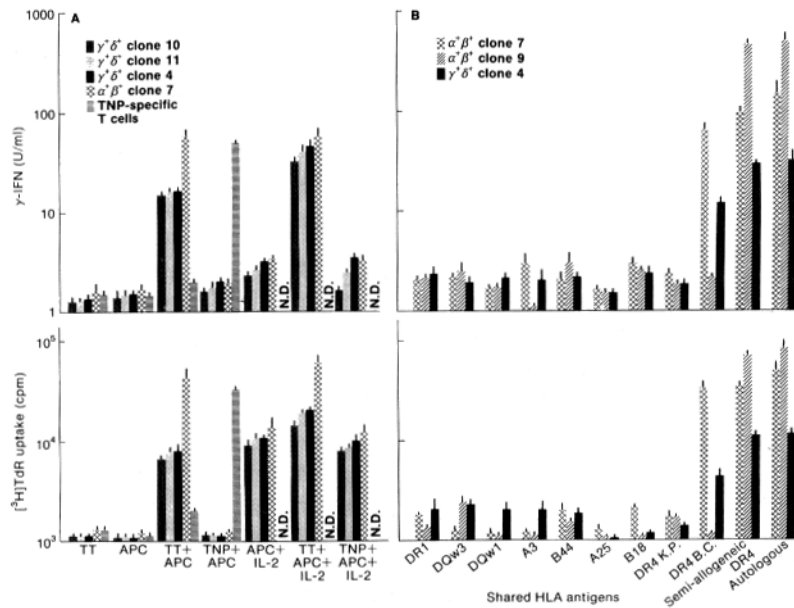 A
γ⁺δ⁺ clone 10
γ⁺δ⁺ clone 11
γ⁺δ⁺ clone 4
α⁺β⁺ clone 7
TNP-specific
T cells
1000
100
10
1
γ-IFN (U/ml)
N.D.
N.D.
N.D.
B
α⁺β⁺ clone 7
α⁺β⁺ clone 9
γ⁺δ⁺ clone 4
10⁵
10⁴
10³
[³H]TdR uptake (cpm)
N.D.
N.D.
N.D.
TT
APC
TT+
APC
TNP+
APC
APC+
IL-2
TT+
APC+
IL-2
TNP+
APC+
IL-2
DR1
DQw3
DQw1
A3
B44
A25
B18
DR4 K.P.
DR4 B.C.
Semi-allogeneic
DR4
Autologous
Shared HLA antigens